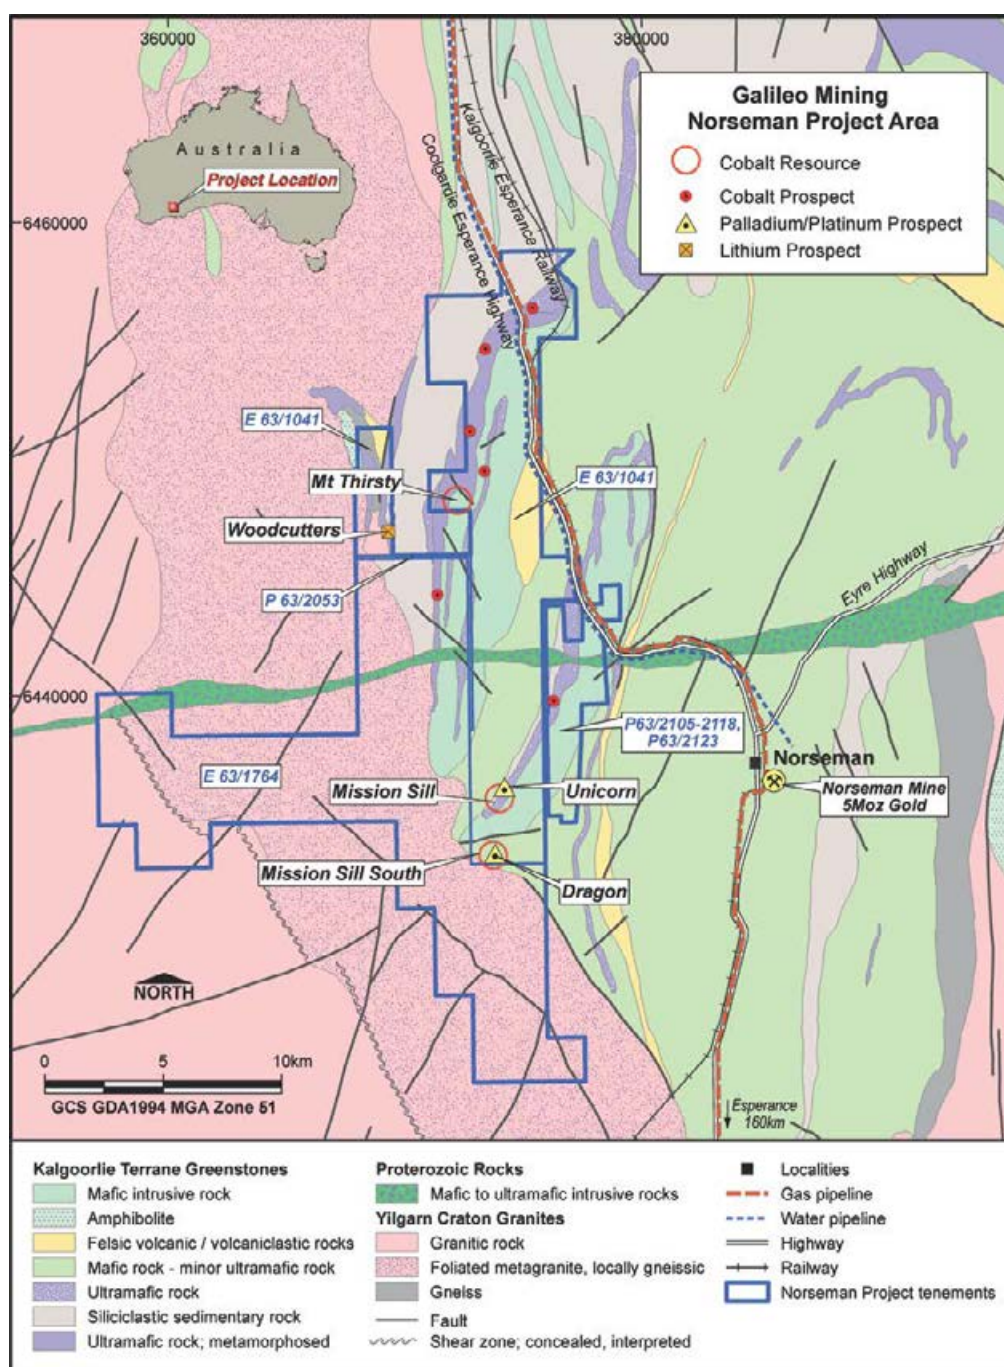 360000
380000
Galileo Mining
Norseman Project Area
Cobalt Resource
Cobalt Prospect
Palladium/Platinum Prospect
Lithium Prospect
Australia
Project Location
Kalgoorlie Esperance Railway
Coolgardie Esperance Highway
6460000
E 63/1041
Mt Thirsty
E 63/1041
Woodcutters
P 63/2053
Eyre Highway
6440000
P63/2105-2118,
P63/2123
E 63/1764
Mission Sill
Unicorn
Norseman
Norseman Mine
5Moz Gold
Mission Sill South
Dragon
NORTH
0 5 10km
GCS GDA1994 MGA Zone 51
Esperance
160km
Kalgoorlie Terrane Greenstones
Mafic intrusive rock
Amphibolite
Felsic volcanic / volcaniclastic rocks
Mafic rock - minor ultramafic rock
Ultramafic rock
Siliciclastic sedimentary rock
Ultramafic rock; metamorphosed
Proterozoic Rocks
Mafic to ultramafic intrusive rocks
Yilgarn Craton Granites
Granitic rock
Foliated metagranite, locally gneissic
Gneiss
Fault
Shear zone; concealed, interpreted
Localities
Gas pipeline
Water pipeline
Highway
Railway
Norseman Project tenements